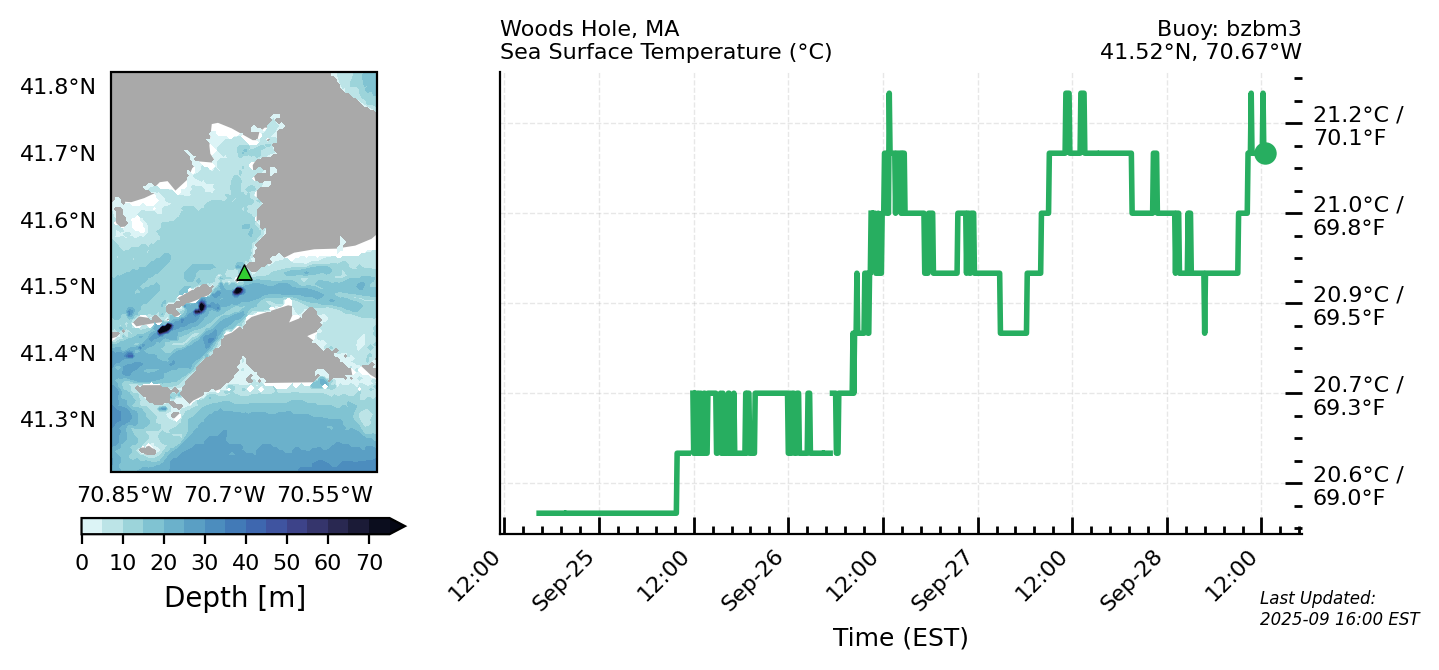 Woods Hole, MA
Sea Surface Temperature (°C)
Buoy: bzbm3
41.52°N, 70.67°W
41.8°N
41.7°N
41.6°N
41.5°N
41.4°N
41.3°N
70.85°W 70.7°W 70.55°W
0 10 20 30 40 50 60 70
Depth [m]
21.2°C /
70.1°F
21.0°C /
69.8°F
20.9°C /
69.5°F
20.7°C /
69.3°F
20.6°C /
69.0°F
12:00 Sep-25 12:00 Sep-26 12:00 Sep-27 12:00 Sep-28 12:00
Time (EST)
Last Updated:
2025-09 16:00 EST